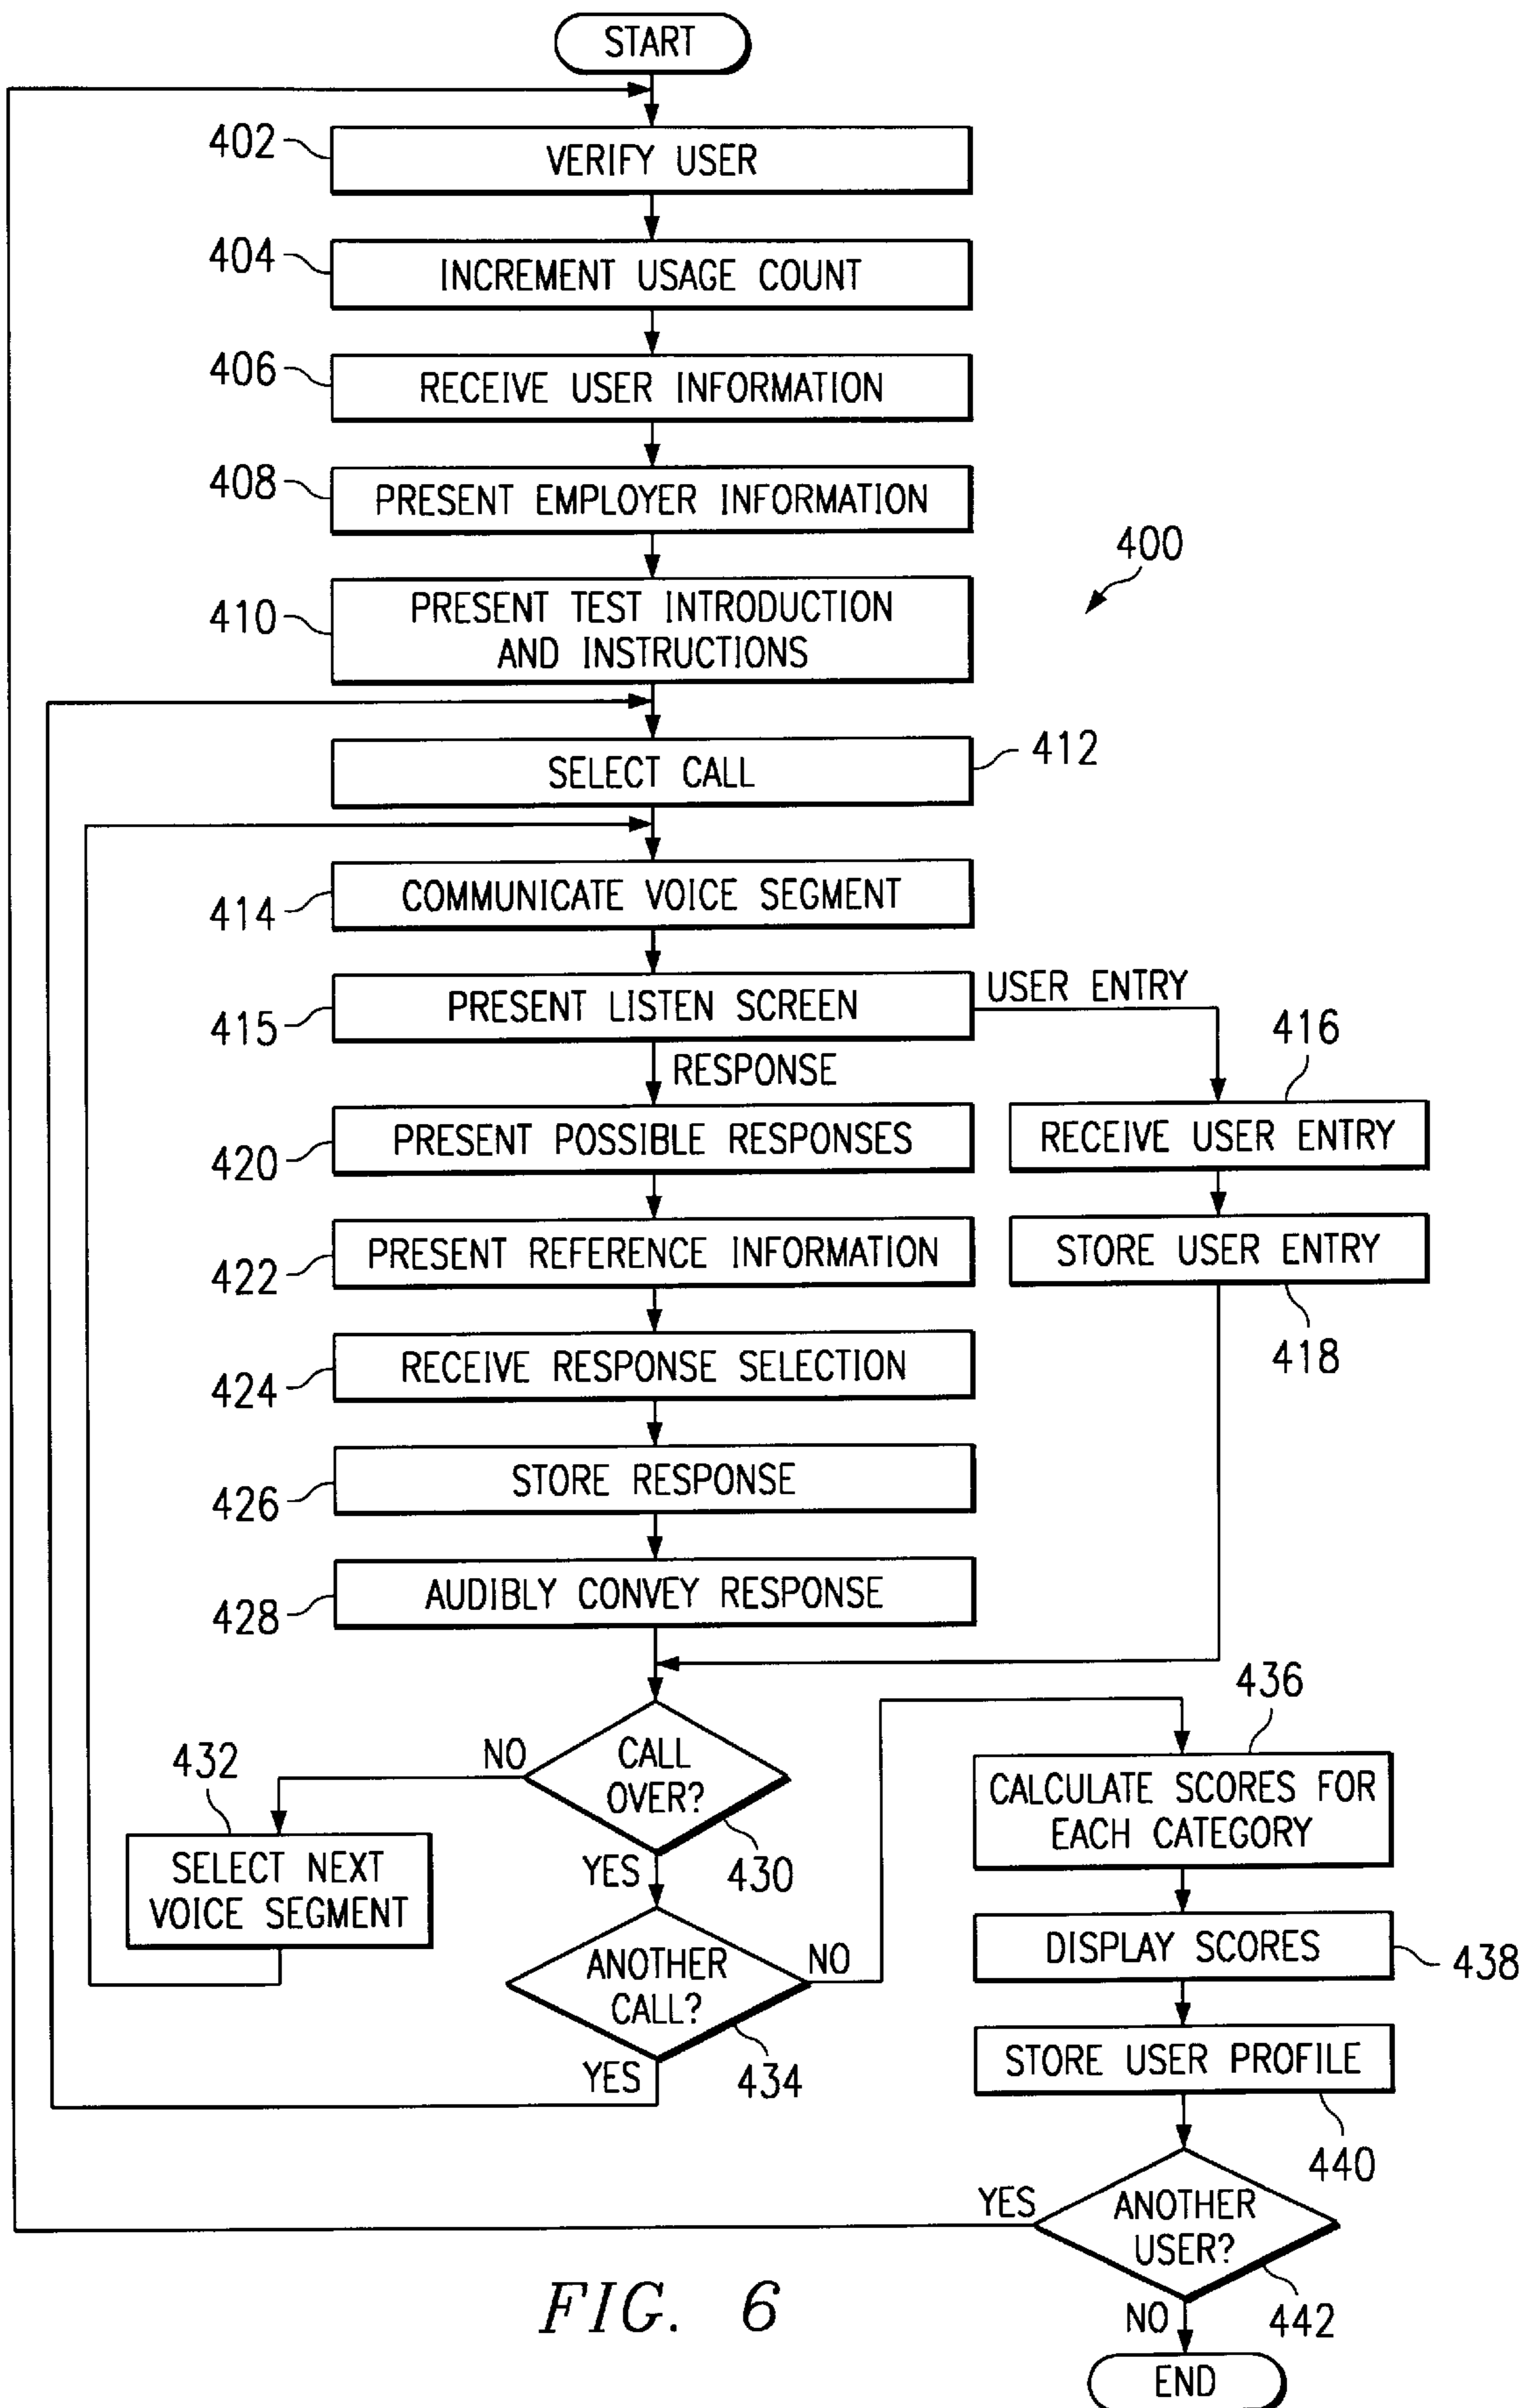 START
402
VERIFY USER
404
INCREMENT USAGE COUNT
406
RECEIVE USER INFORMATION
408
PRESENT EMPLOYER INFORMATION
400
410
PRESENT TEST INTRODUCTION
AND INSTRUCTIONS
412
SELECT CALL
414
COMMUNICATE VOICE SEGMENT
415
PRESENT LISTEN SCREEN
USER ENTRY
RESPONSE
416
RECEIVE USER ENTRY
420
PRESENT POSSIBLE RESPONSES
STORE USER ENTRY
418
422
PRESENT REFERENCE INFORMATION
424
RECEIVE RESPONSE SELECTION
426
STORE RESPONSE
428
AUDIBLY CONVEY RESPONSE
CALL
OVER?
430
NO
YES
432
SELECT NEXT
VOICE SEGMENT
ANOTHER
CALL?
434
NO
YES
436
CALCULATE SCORES FOR
EACH CATEGORY
DISPLAY SCORES
438
STORE USER PROFILE
440
YES
ANOTHER
USER?
442
NO
END
FIG. 6